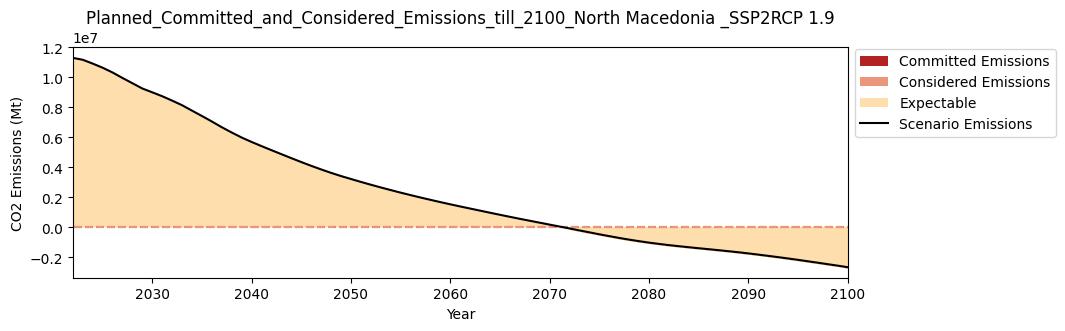 Planned_Committed_and_Considered_Emissions_till_2100_North Macedonia _SSP2RCP 1.9
1e7
1.2
1.0
0.8
0.6
0.4
0.2
0.0
−0.2
CO2 Emissions (Mt)
2030 2040 2050 2060 2070 2080 2090 2100
Year
Committed Emissions
Considered Emissions
Expectable
Scenario Emissions